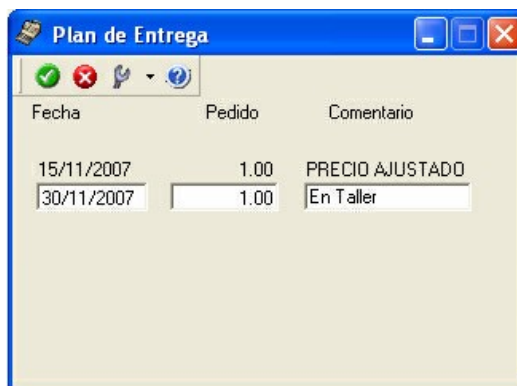 Plan de Entrega
Fecha Pedido Comentario
15/11/2007 1.00 PRECIO AJUSTADO
30/11/2007 1.00 En Taller